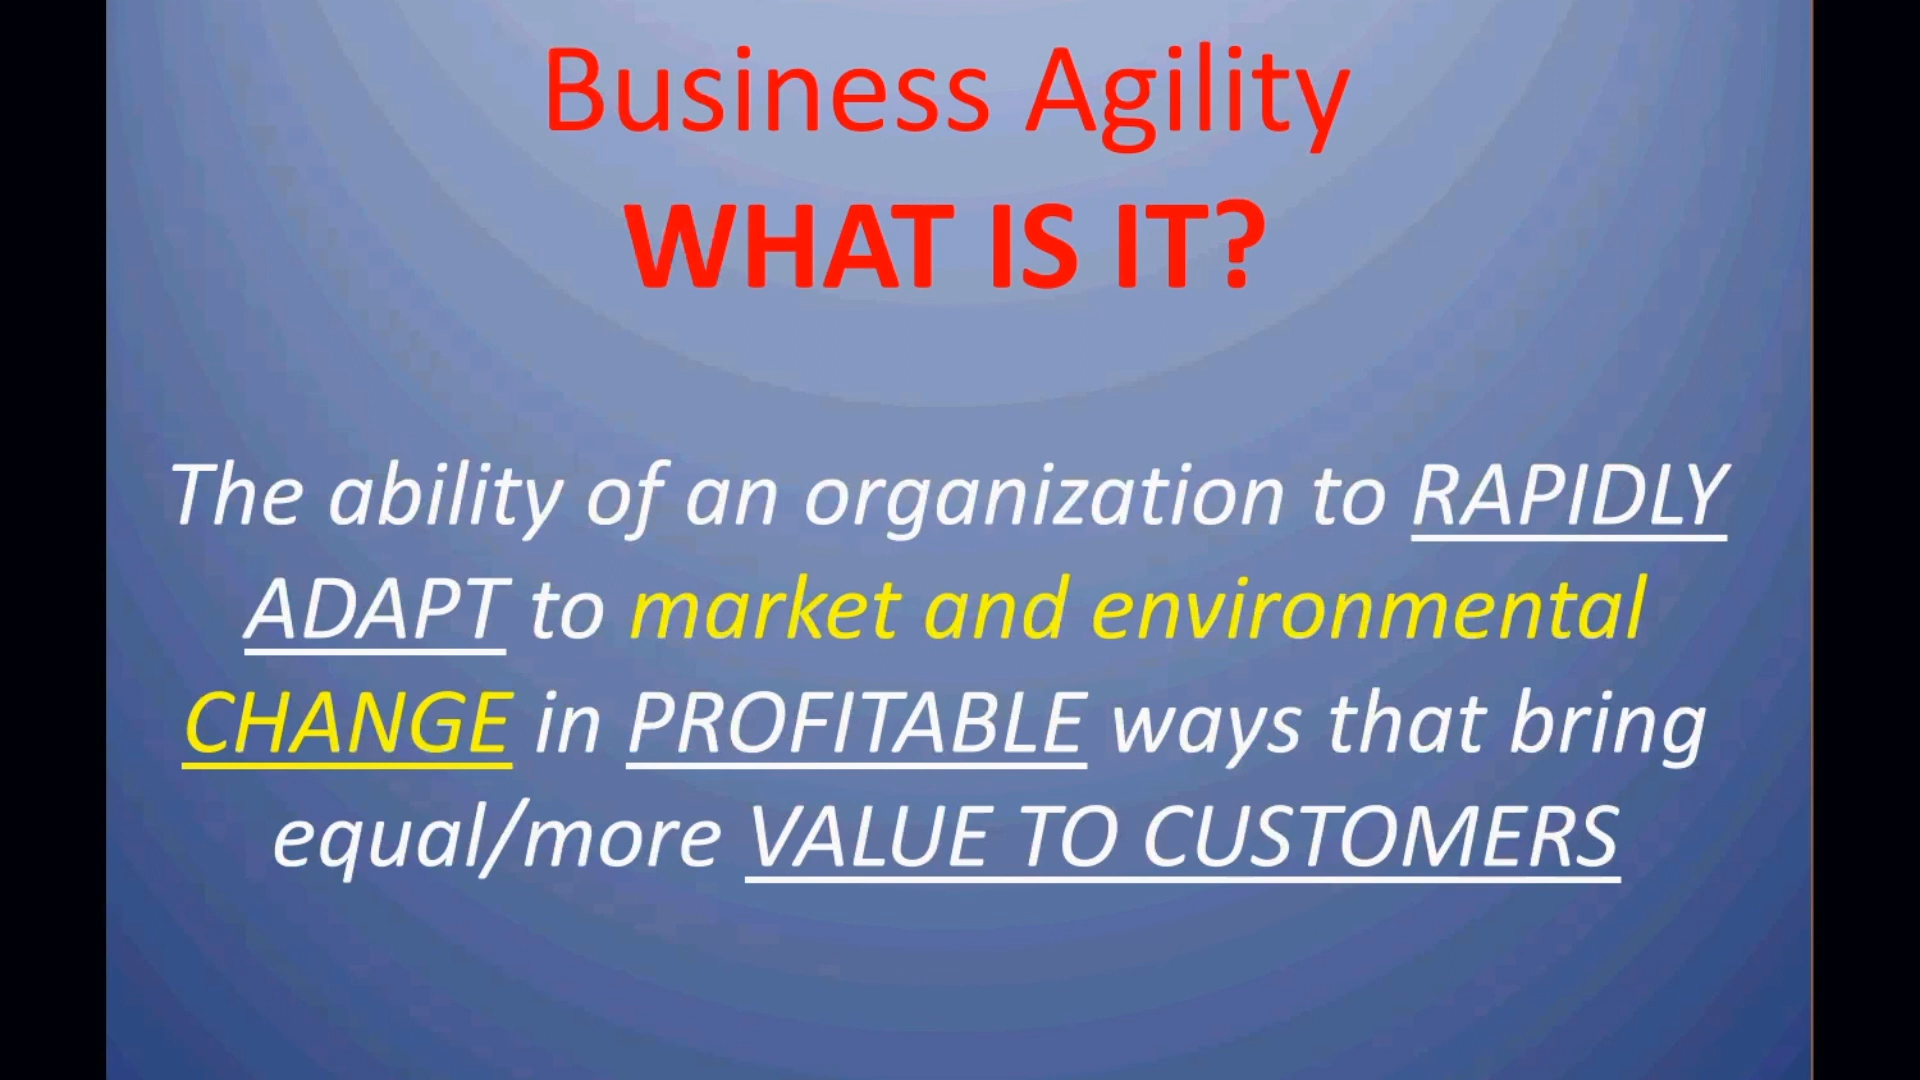 Business Agility
WHAT IS IT?
The ability of an organization to RAPIDLY
ADAPT to market and environmental
CHANGE in PROFITABLE ways that bring
equal/more VALUE TO CUSTOMERS